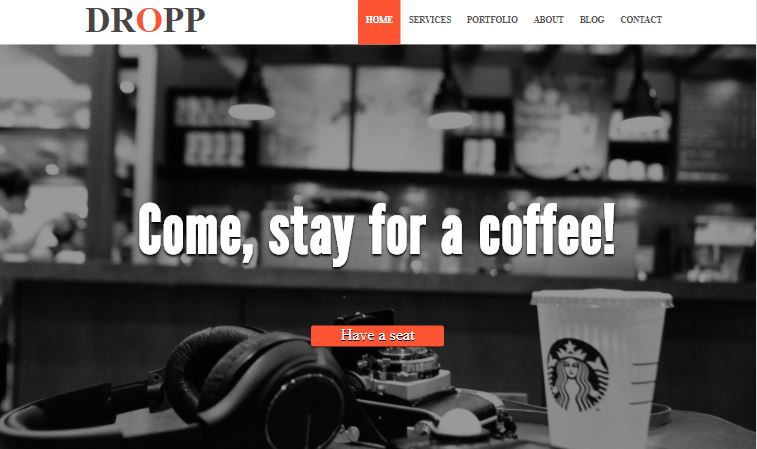 DROPP
HOME SERVICES PORTFOLIO ABOUT BLOG CONTACT
Come, stay for a coffee!
Have a seat